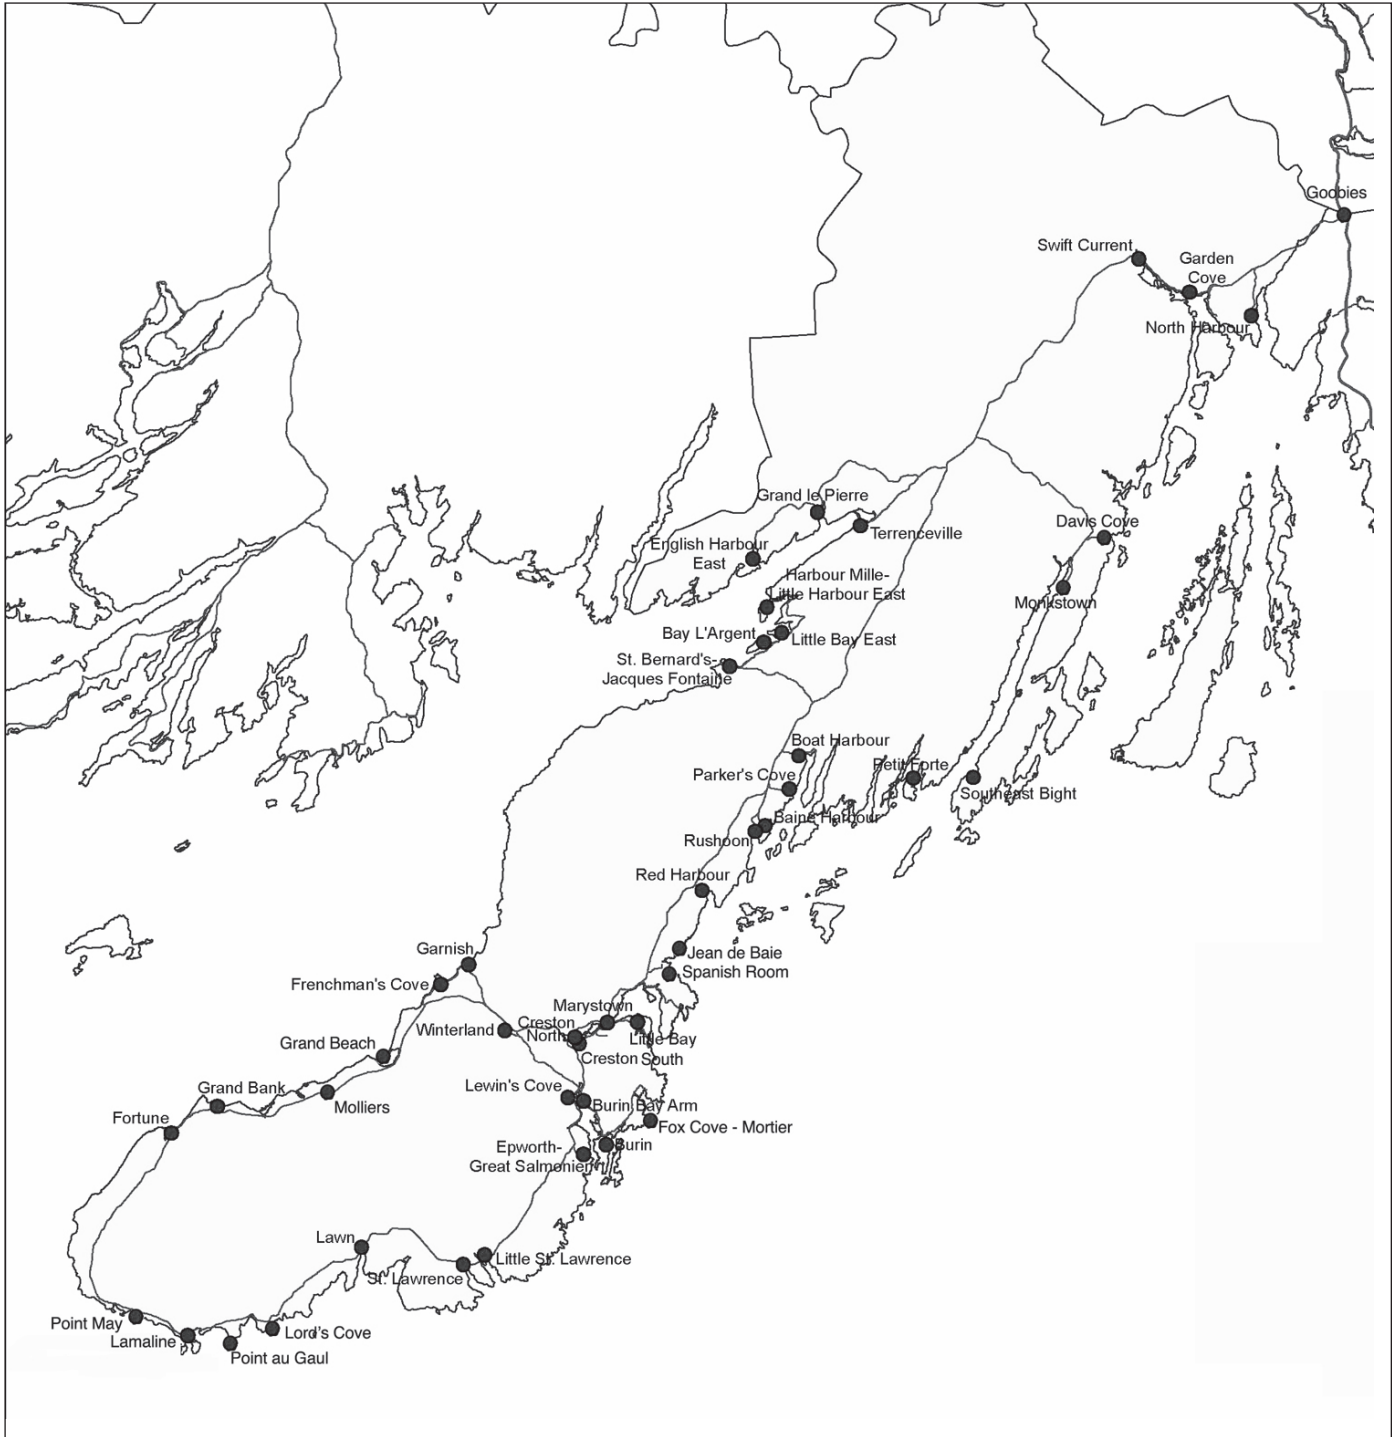 Goobies
Swift Current
Garden
Cove
North Harbour
Grand le Pierre
Terrenceville
Davis Cove
English Harbour
East
Harbour Mille-
Little Harbour East
Monkstown
Bay L'Argent
Little Bay East
St. Bernard's-
Jacques Fontaine
Boat Harbour
Parker's Cove
Petit Forte
Southeast Bight
Baine Harbour
Rushoon
Red Harbour
Garnish
Jean de Baie
Spanish Room
Frenchman's Cove
Marystown
Creston
North
Winterland
Little Bay
Grand Beach
Creston South
Lewin's Cove
Grand Bank
Molliers
Burin Bay Arm
Fortune
Fox Cove - Mortier
Burin
Epworth-
Great Salmonier
Lawn
Little St. Lawrence
St. Lawrence
Point May
Lamaline
Lord's Cove
Point au Gaul